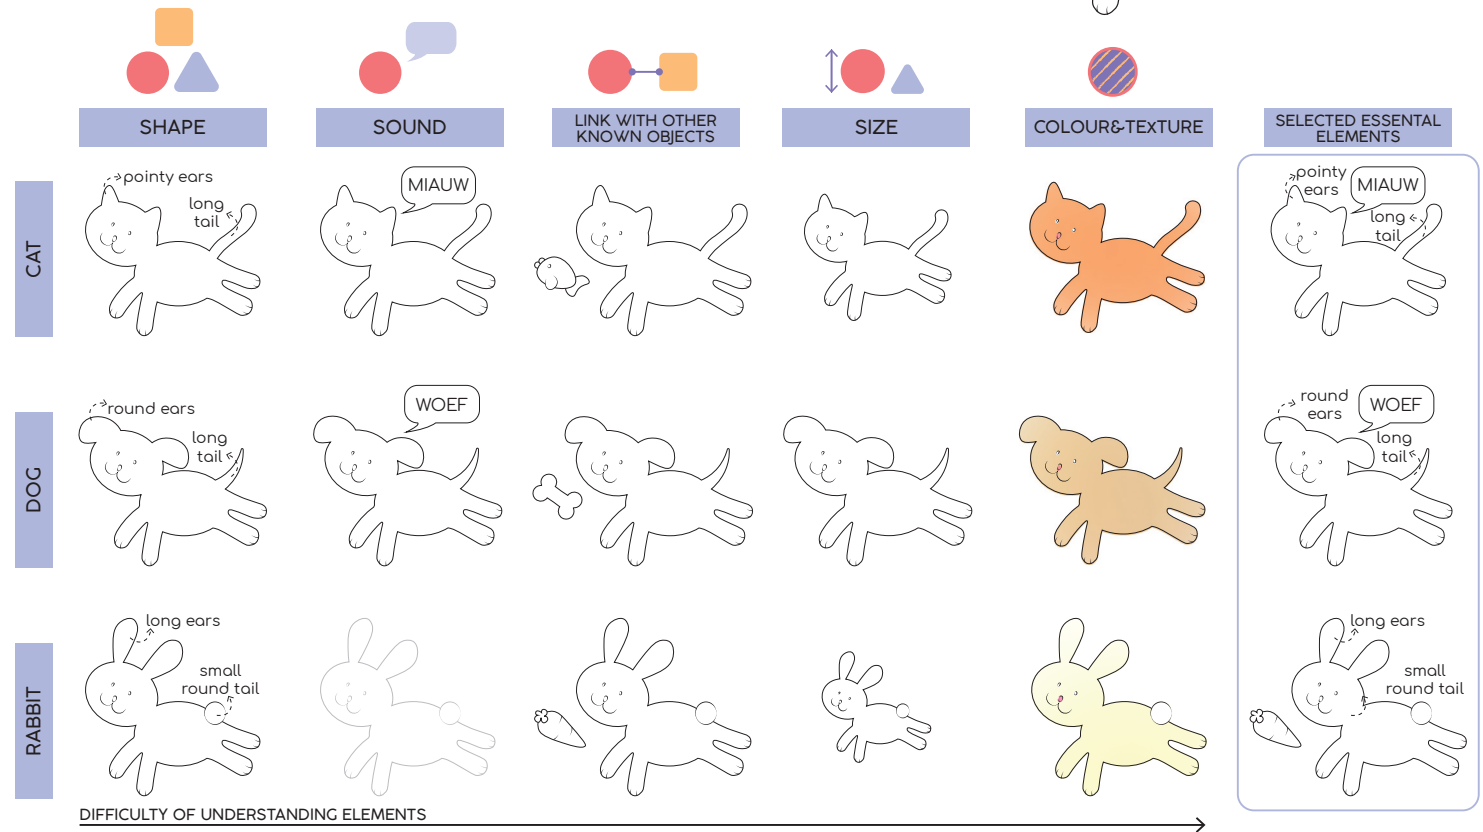 SHAPE
SOUND
LINK WITH OTHER
KNOWN OBJECTS
SIZE
COLOUR&TEXTURE
SELECTED ESSENTAL
ELEMENTS
CAT
pointy ears
long
tail
MIAUW
pointy
ears
MIAUW
long
tail
DOG
round ears
long
tail
WOEF
round
ears
WOEF
long
tail
RABBIT
long ears
small
round tail
long ears
small
round tail
DIFFICULTY OF UNDERSTANDING ELEMENTS